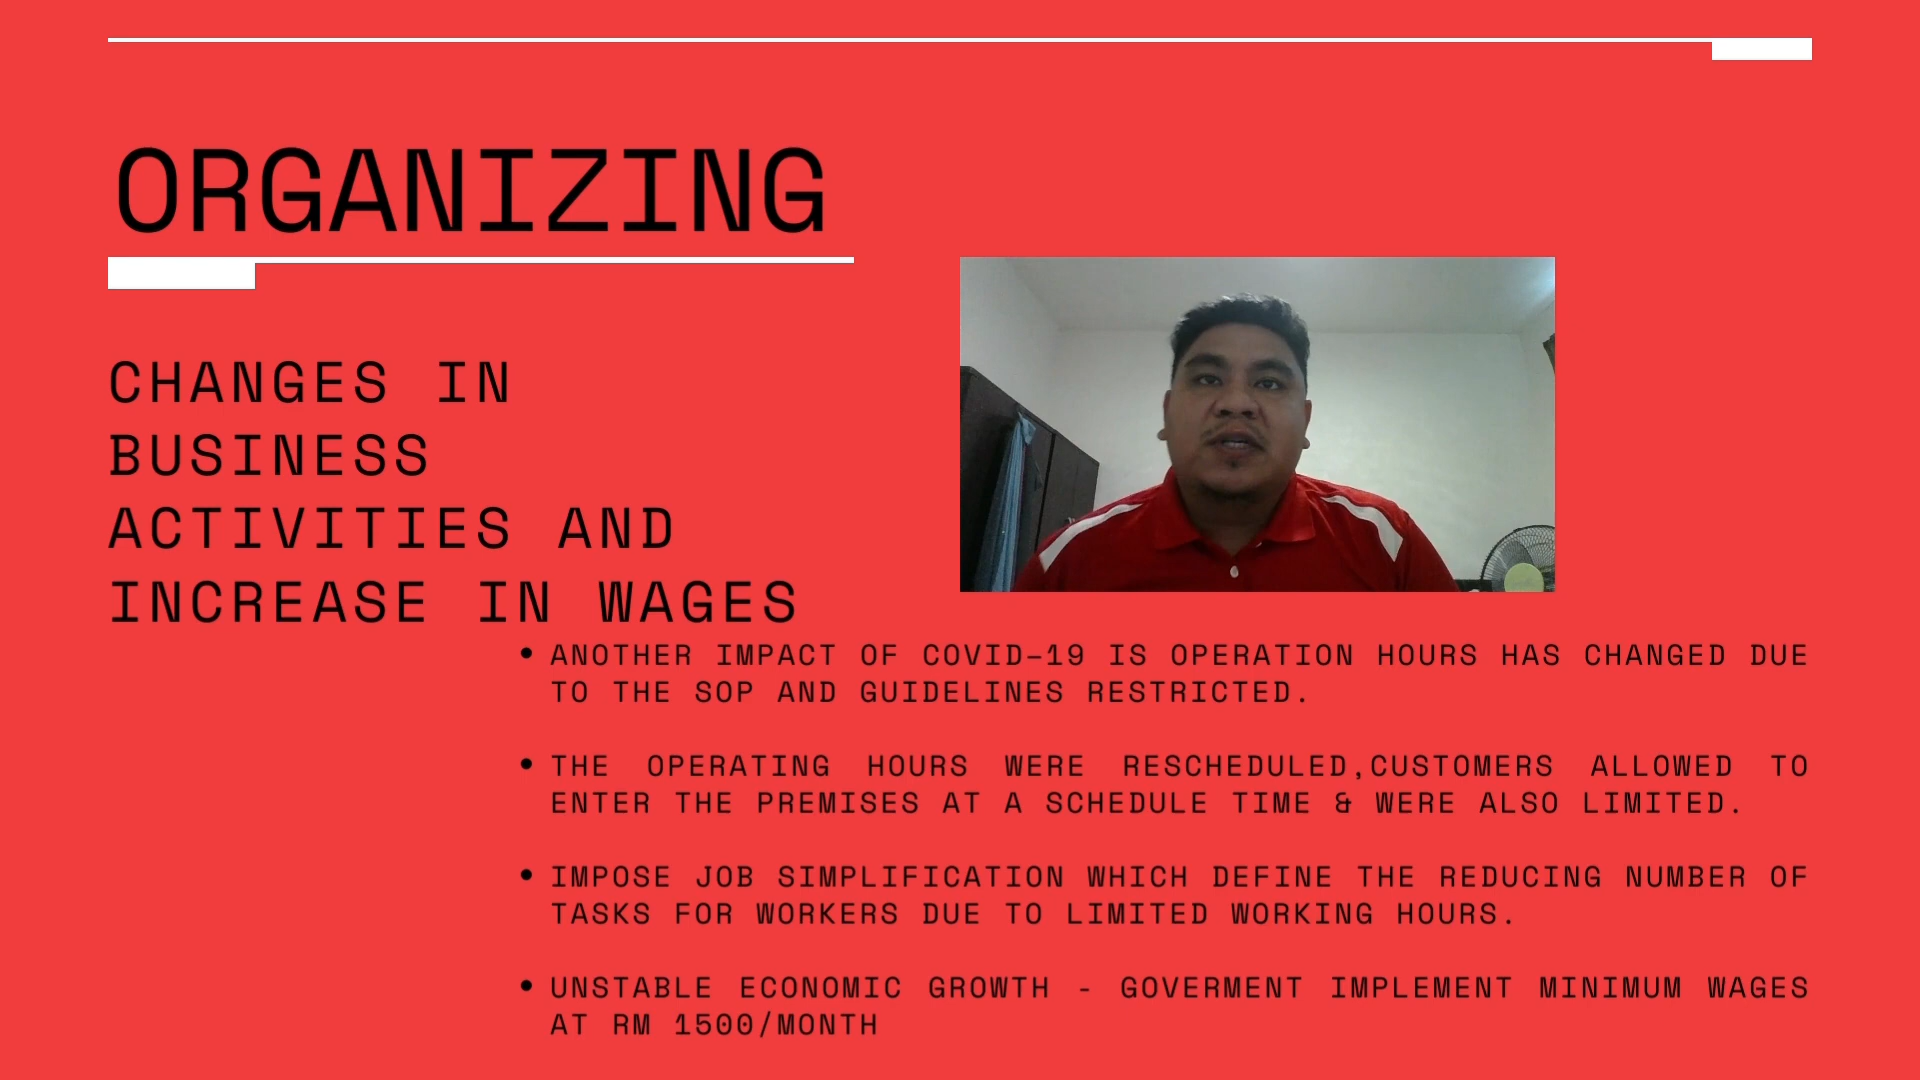 ORGANIZING
CHANGES IN
BUSINESS
ACTIVITIES AND
INCREASE IN WAGES
• ANOTHER IMPACT OF COVID-19 IS OPERATION HOURS HAS CHANGED DUE
TO THE SOP AND GUIDELINES RESTRICTED.
• THE OPERATING HOURS WERE RESCHEDULED,CUSTOMERS ALLOWED TO
ENTER THE PREMISES AT A SCHEDULE TIME & WERE ALSO LIMITED.
• IMPOSE JOB SIMPLIFICATION WHICH DEFINE THE REDUCING NUMBER OF
TASKS FOR WORKERS DUE TO LIMITED WORKING HOURS.
• UNSTABLE ECONOMIC GROWTH - GOVERMENT IMPLEMENT MINIMUM WAGES
AT RM 1500/MONTH